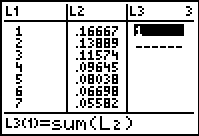 L1 L2 L3 3
1 .16667 1
2 .13889 ------
3 .11574
4 .09645
5 .08038
6 .06698
7 .05582
L3(1)=sum(L2)